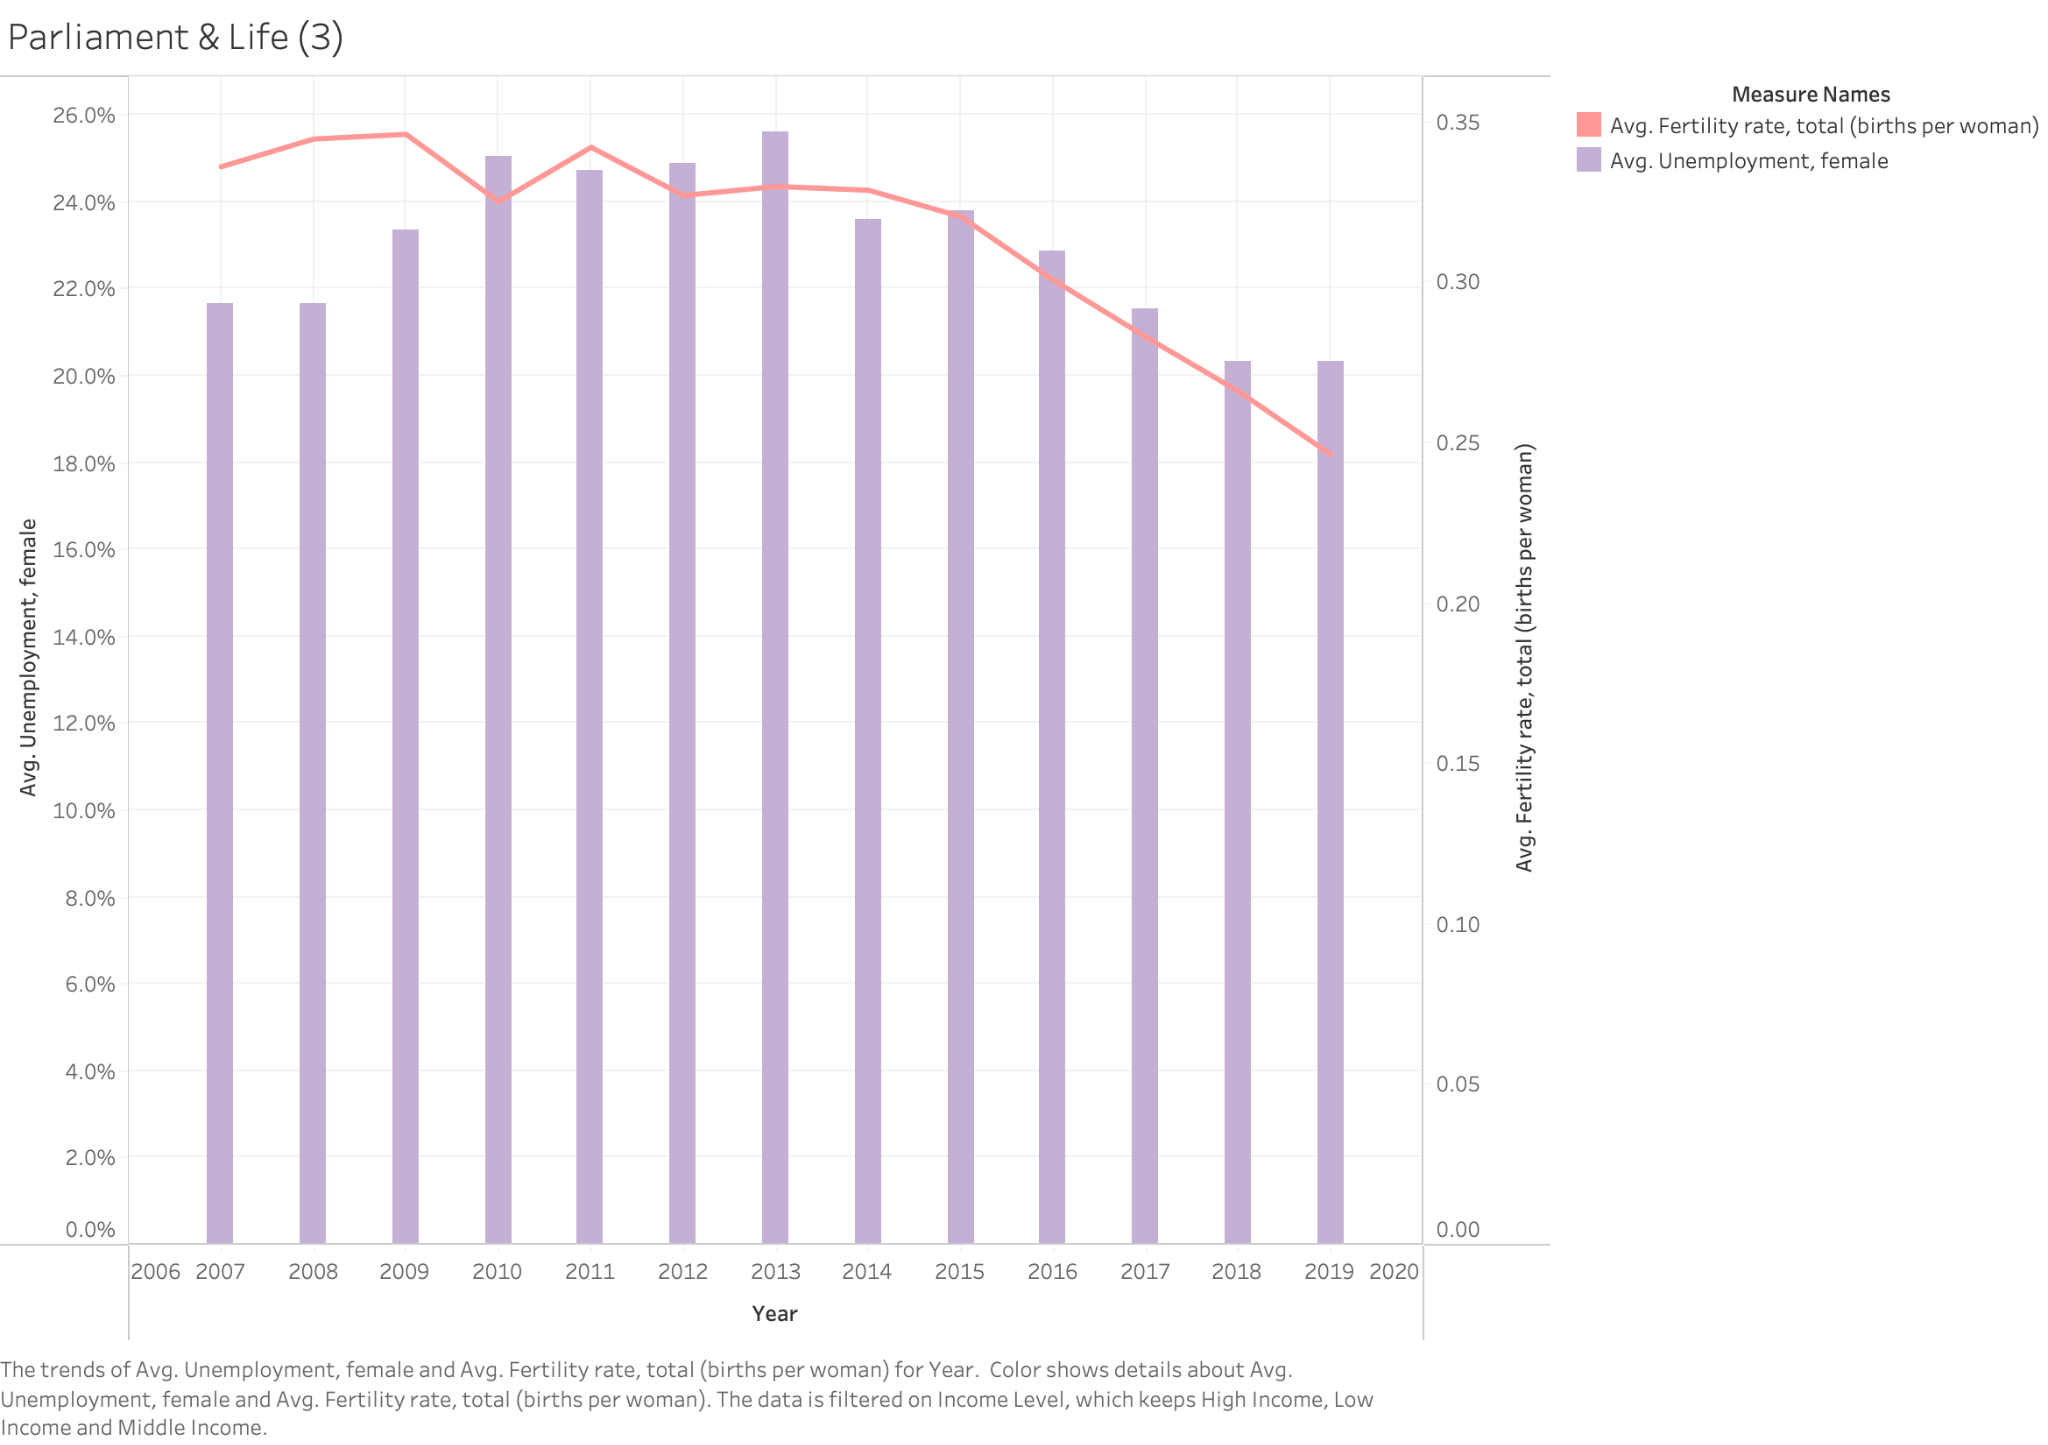 Parliament & Life (3)
Measure Names
Avg. Fertility rate, total (births per woman)
Avg. Unemployment, female
26.0%
24.0%
22.0%
20.0%
18.0%
16.0%
14.0%
12.0%
10.0%
8.0%
6.0%
4.0%
2.0%
0.0%
Avg. Unemployment, female
0.35
0.30
0.25
0.20
0.15
0.10
0.05
0.00
Avg. Fertility rate, total (births per woman)
2006 2007 2008 2009 2010 2011 2012 2013 2014 2015 2016 2017 2018 2019 2020
Year
The trends of Avg. Unemployment, female and Avg. Fertility rate, total (births per woman) for Year.  Color shows details about Avg.
Unemployment, female and Avg. Fertility rate, total (births per woman). The data is filtered on Income Level, which keeps High Income, Low
Income and Middle Income.